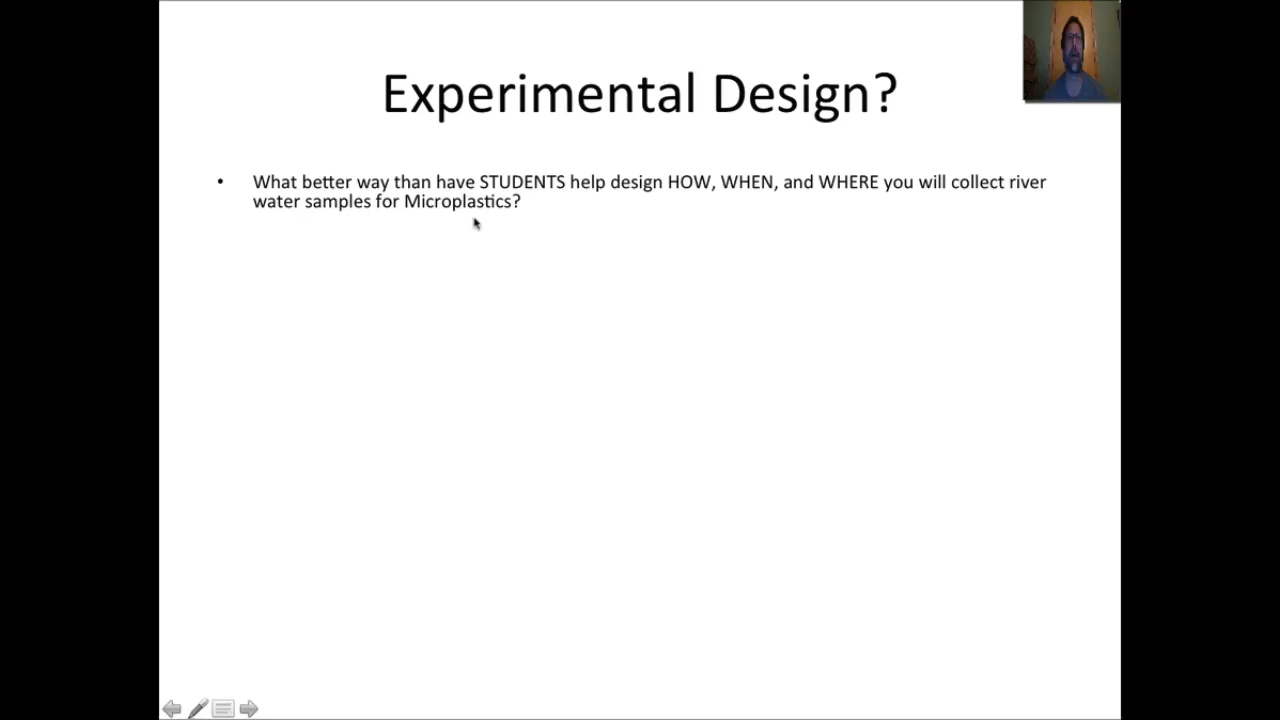 Experimental Design?
• What better way than have STUDENTS help design HOW, WHEN, and WHERE you will collect river
water samples for Microplastics?